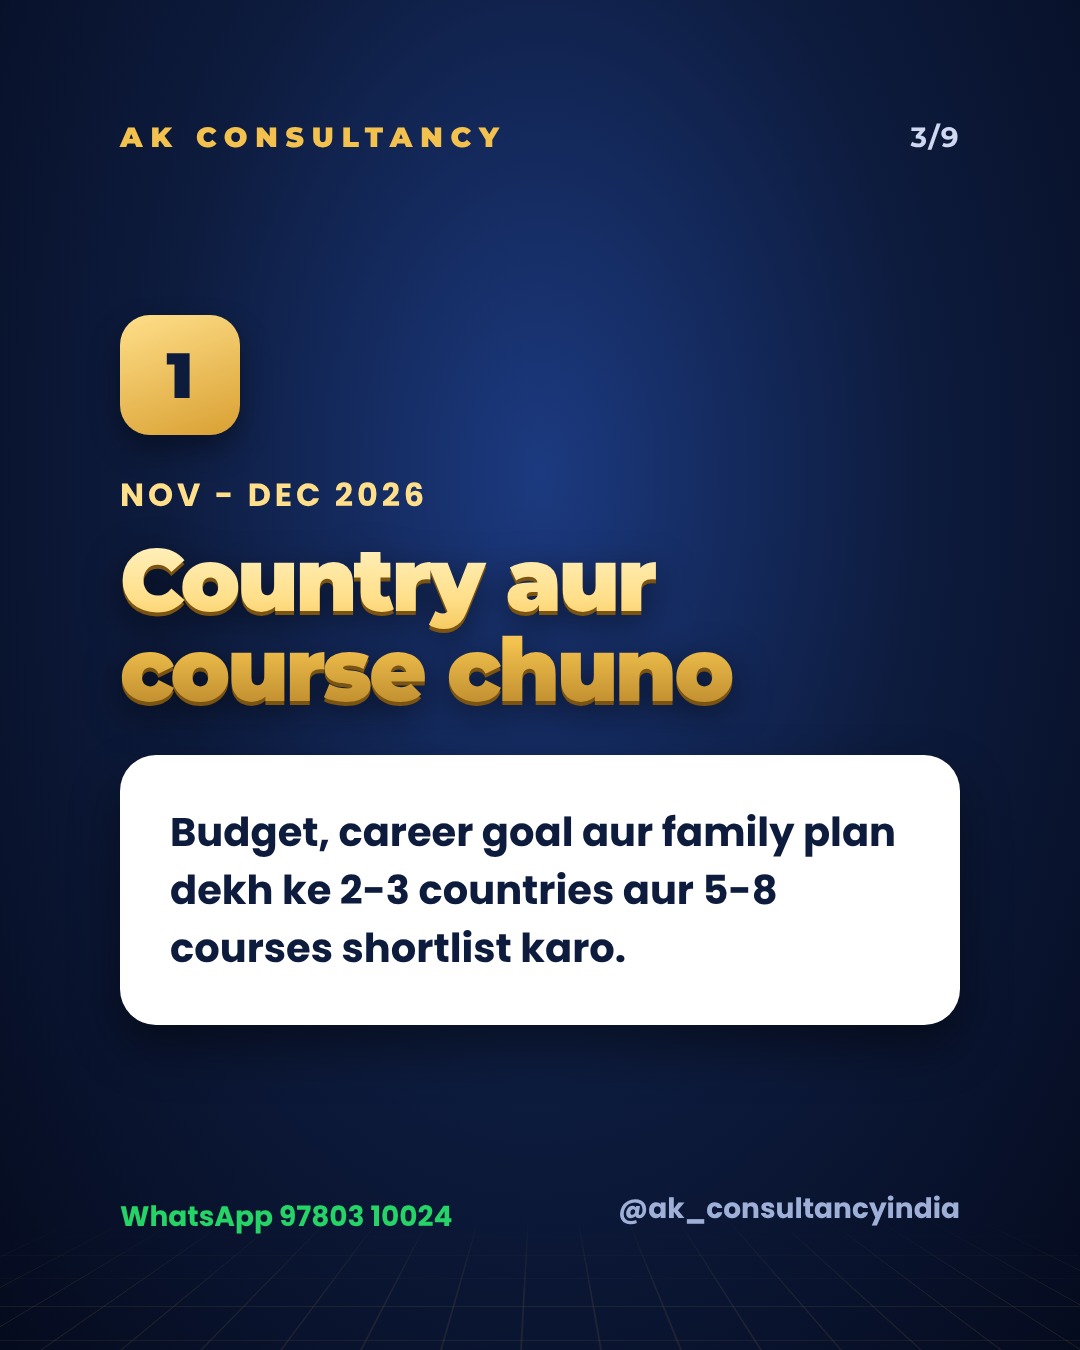 AK CONSULTANCY
3/9
1
NOV - DEC 2026
Country aur
course chuno
Budget, career goal aur family plan
dekh ke 2-3 countries aur 5-8
courses shortlist karo.
WhatsApp 97803 10024
@ak_consultancyindia